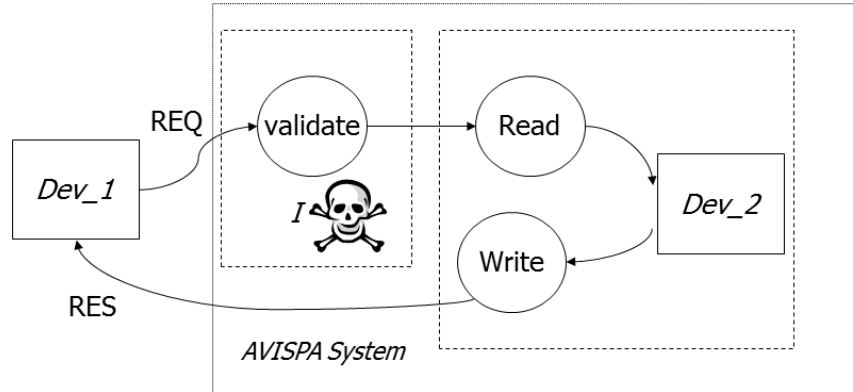 REQ
validate
Read
Dev_1
I
Dev_2
Write
RES
AVISPA System